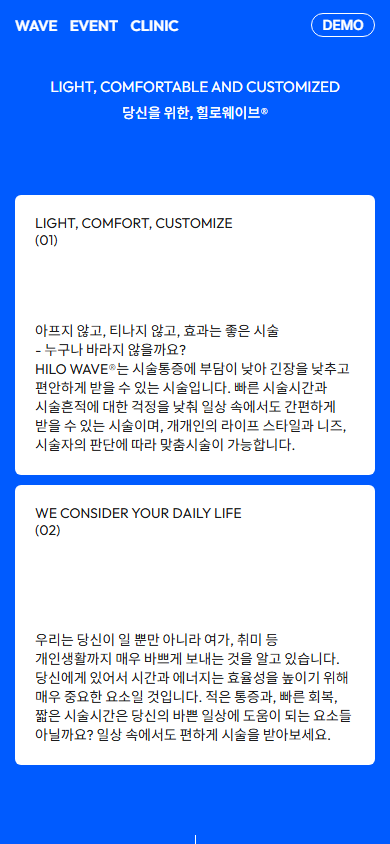 WAVE EVENT CLINIC DEMO
LIGHT, COMFORTABLE AND CUSTOMIZED
당신을 위한, 힐로웨이브®
LIGHT, COMFORT, CUSTOMIZE
(01)
아프지 않고, 티나지 않고, 효과는 좋은 시술
- 누구나 바라지 않을까요?
HILO WAVE®는 시술통증에 부담이 낮아 긴장을 낮추고
편안하게 받을 수 있는 시술입니다. 빠른 시술시간과
시술흔적에 대한 걱정을 낮춰 일상 속에서도 간편하게
받을 수 있는 시술이며, 개개인의 라이프 스타일과 니즈,
시술자의 판단에 따라 맞춤시술이 가능합니다.
WE CONSIDER YOUR DAILY LIFE
(02)
우리는 당신이 일 뿐만 아니라 여가, 취미 등
개인생활까지 매우 바쁘게 보내는 것을 알고 있습니다.
당신에게 있어서 시간과 에너지는 효율성을 높이기 위해
매우 중요한 요소일 것입니다. 적은 통증과, 빠른 회복,
짧은 시술시간은 당신의 바쁜 일상에 도움이 되는 요소들
아닐까요? 일상 속에서도 편하게 시술을 받아보세요.